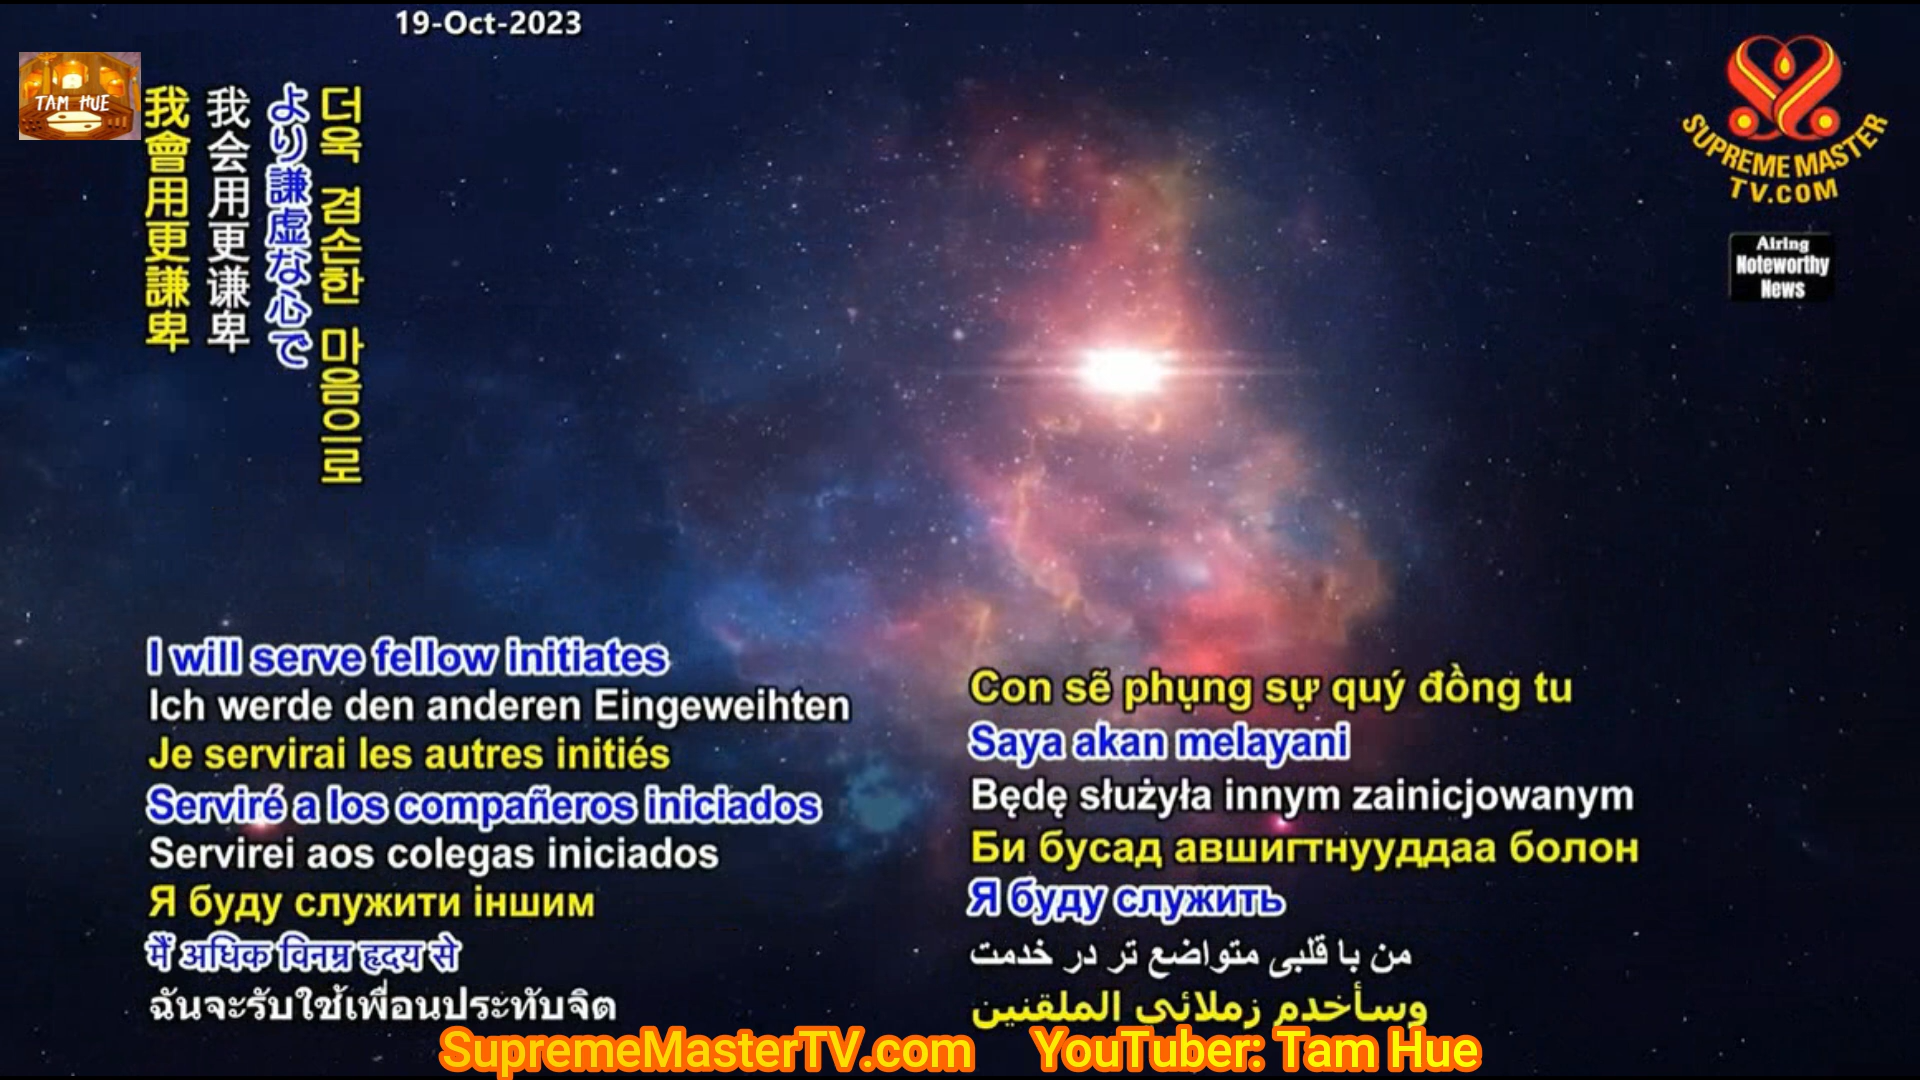 19-Oct-2023
TAM HUE
我會用更謙卑
我会用更谦卑
より謙虚な心で
더욱 겸손한 마음으로
SUPREME MASTER
TV.COM
Airing
Noteworthy
News
I will serve fellow initiates
Ich werde den anderen Eingeweihten
Je servirai les autres initiés
Serviré a los compañeros iniciados
Servirei aos colegas iniciados
Я буду служити іншим
मैं अधिक विनम्र हृदय से
ฉันจะรับใช้เพื่อนประทับจิต
Con sẽ phụng sự quý đồng tu
Saya akan melayani
Będę służyła innym zainicjowanym
Би бусад авшигтнууддаа болон
Я буду служить
من با قلبی متواضع تر در خدمت
وسأخدم زملائي الملقنين
SupremeMasterTV.com YouTuber: Tam Hue